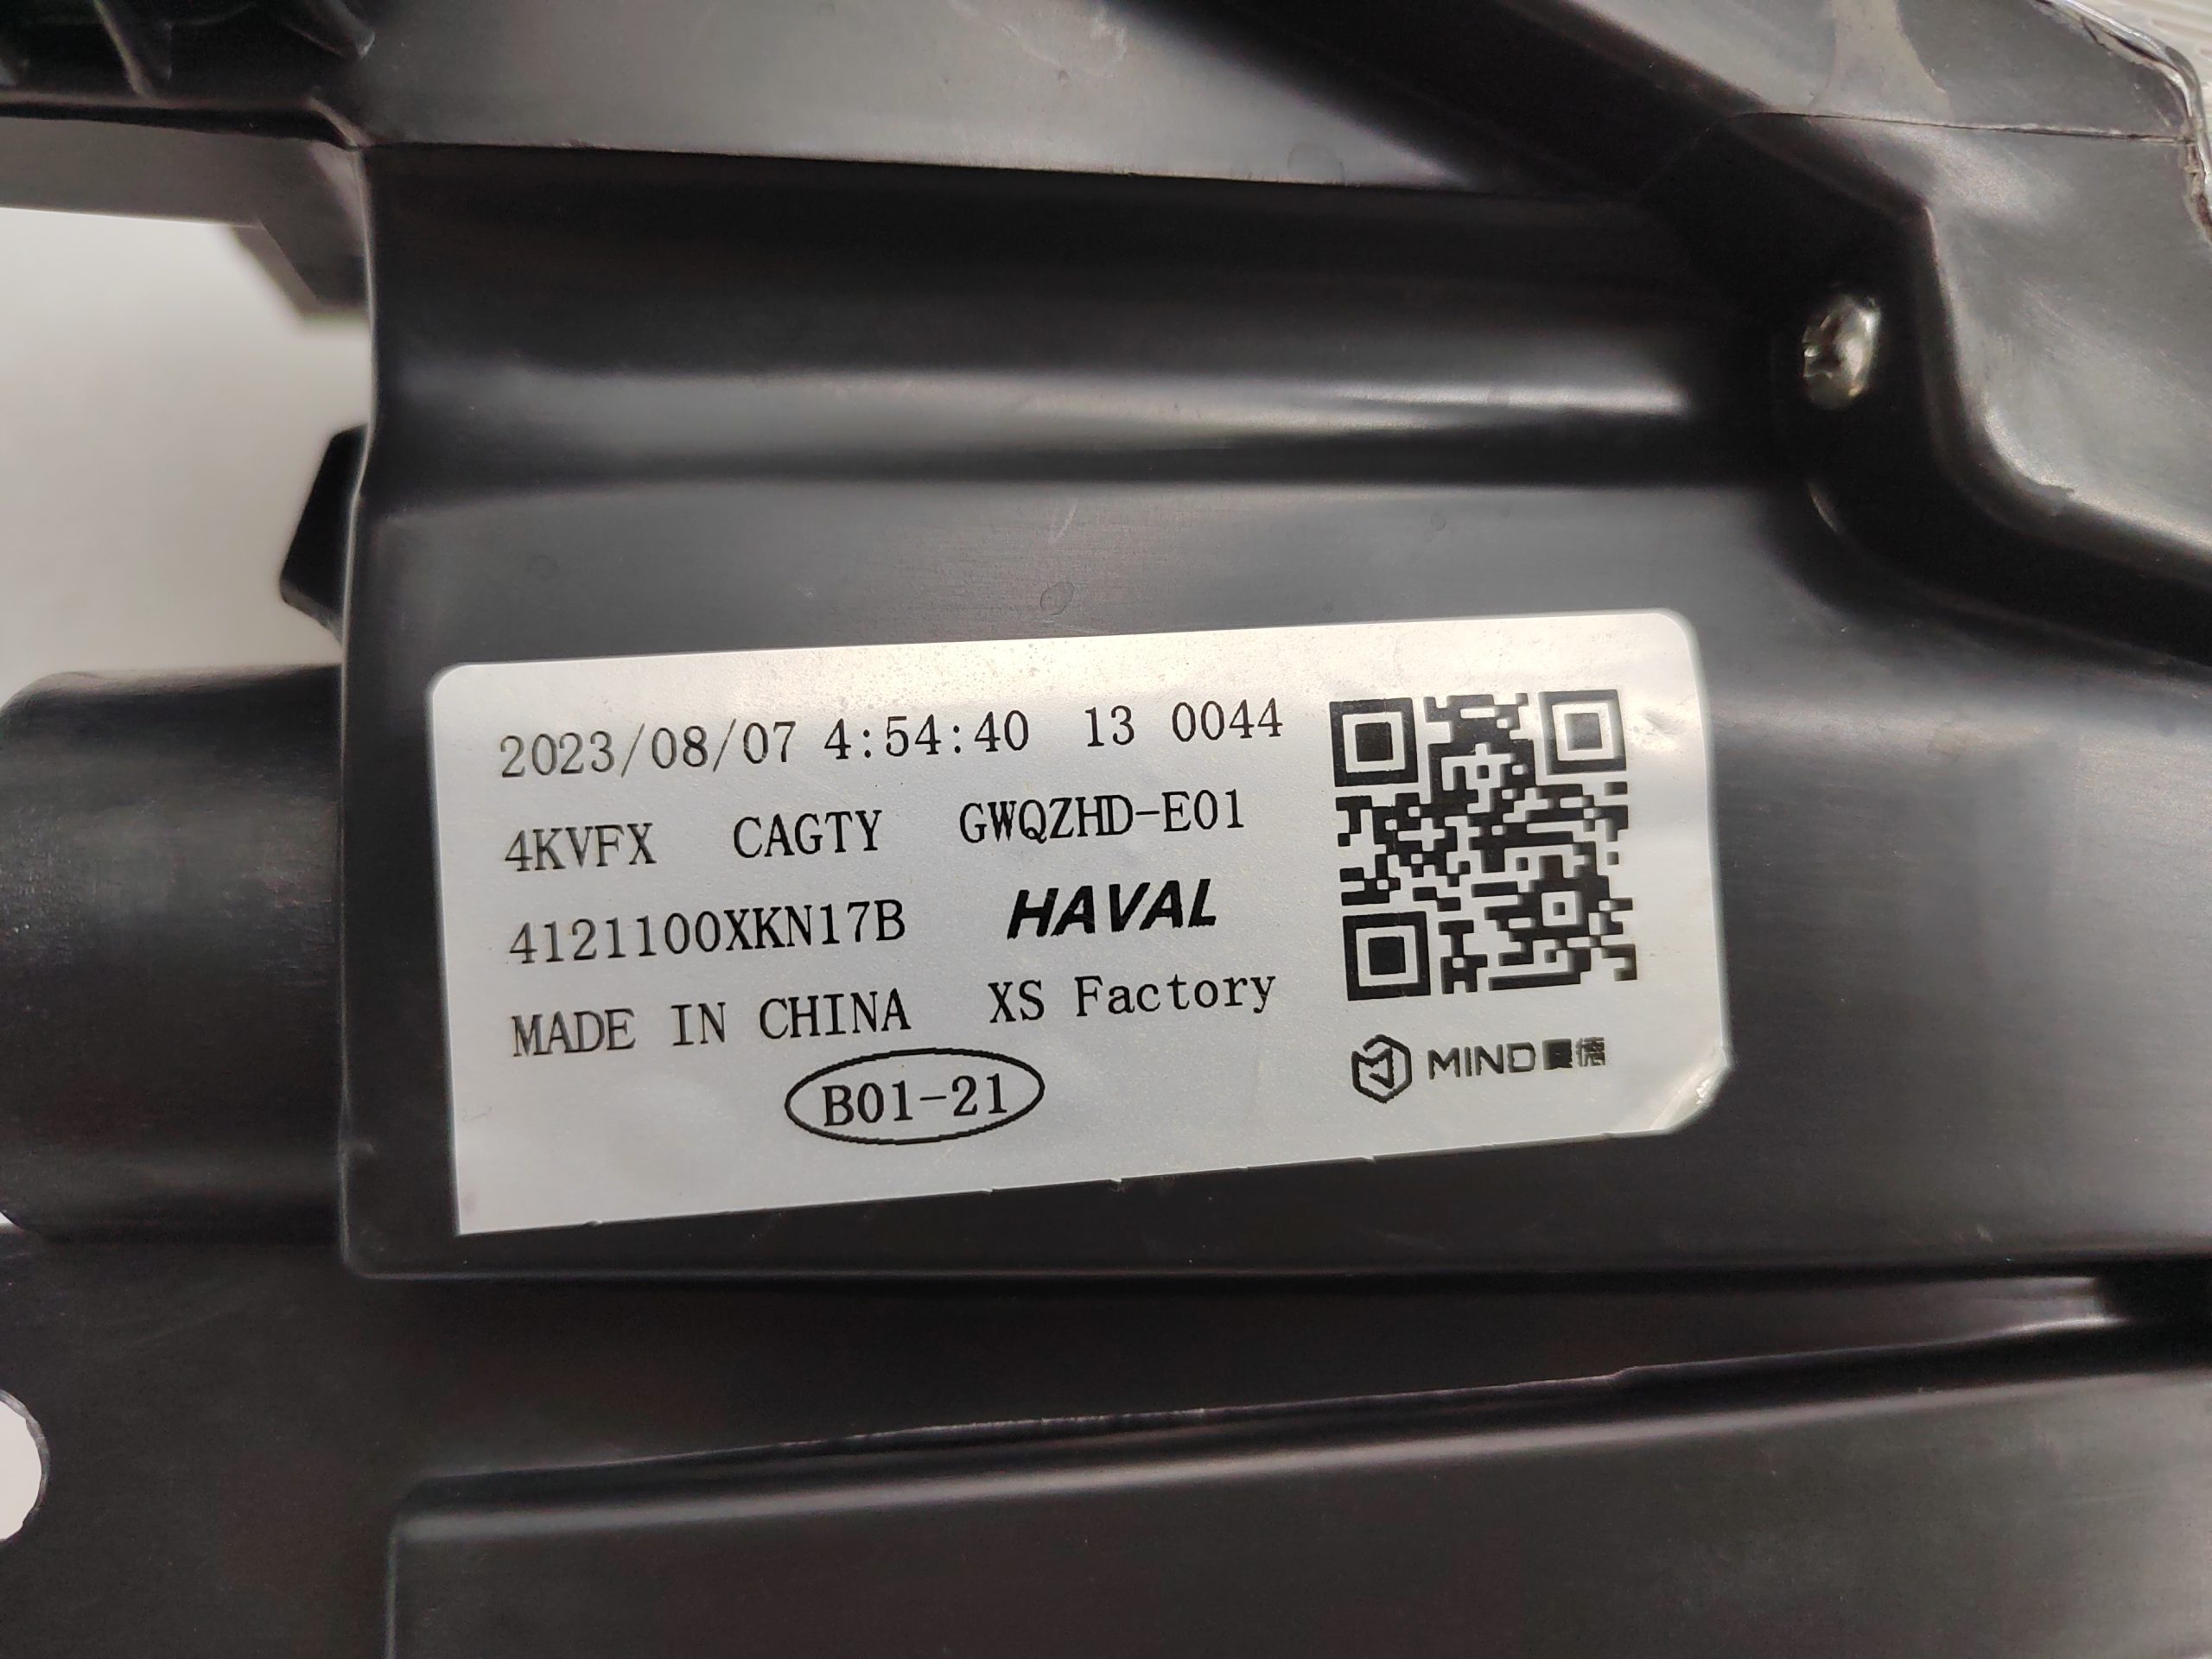 2023/08/07 4:54:40 13 0044
4KVFX CAGTY GWQZHD-E01
4121100XKN17B HAVAL
MADE IN CHINA XS Factory
B01-21
MIND